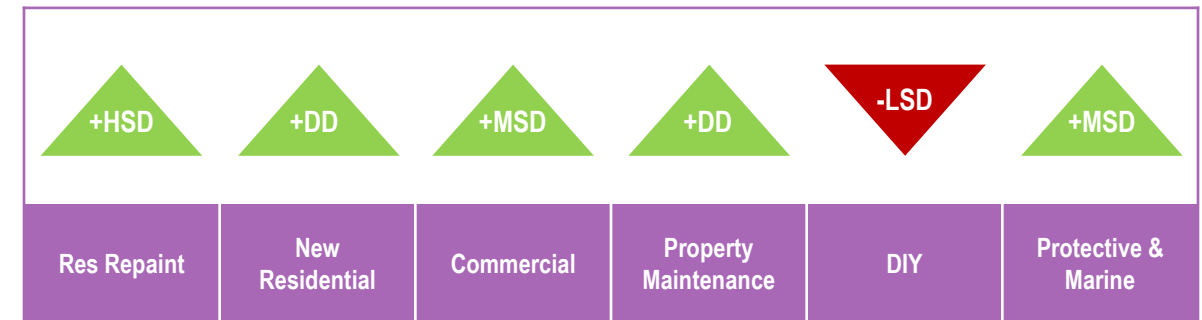 +HSD
+DD
+MSD
+DD
-LSD
+MSD
Res Repaint
New
Residential
Commercial
Property
Maintenance
DIY
Protective &
Marine